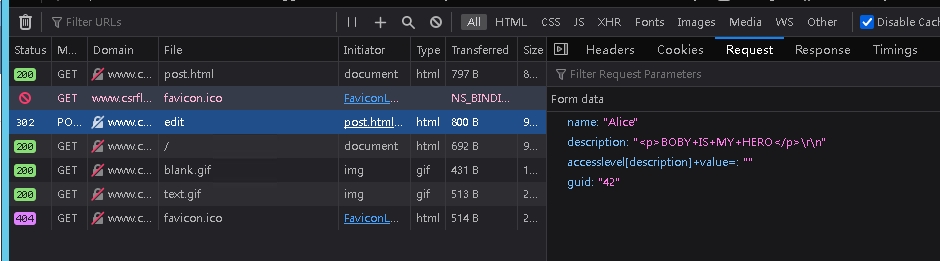 Filter URLs
All HTML CSS JS XHR Fonts Images Media WS Other Disable Cac
Status M... Domain File Initiator Type Transferred Size
200 GET www.c... post.html document html 797 B 8...
GET www.csrfl... favicon.ico FaviconL... NS_BINDI...
302 PO... www.c... edit post.html... html 800 B 9...
200 GET www.c... / document html 692 B 9...
200 GET www.c... blank.gif img gif 431 B 1...
200 GET www.c... text.gif img gif 513 B 2...
404 GET www.c... favicon.ico FaviconL... html 514 B 2...
Headers Cookies Request Response Timings
Filter Request Parameters
Form data
name: "Alice"
description: "<p>BOBY+IS+MY+HERO</p>\r\n"
accesslevel[description]+value=: ""
guid: "42"